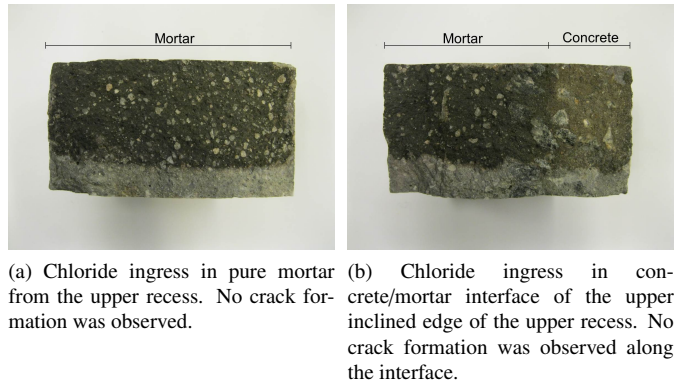 Mortar
Mortar
Concrete
(a) Chloride ingress in pure mortar
from the upper recess. No crack for-
mation was observed.
(b) Chloride ingress in con-
crete/mortar interface of the upper
inclined edge of the upper recess. No
crack formation was observed along
the interface.